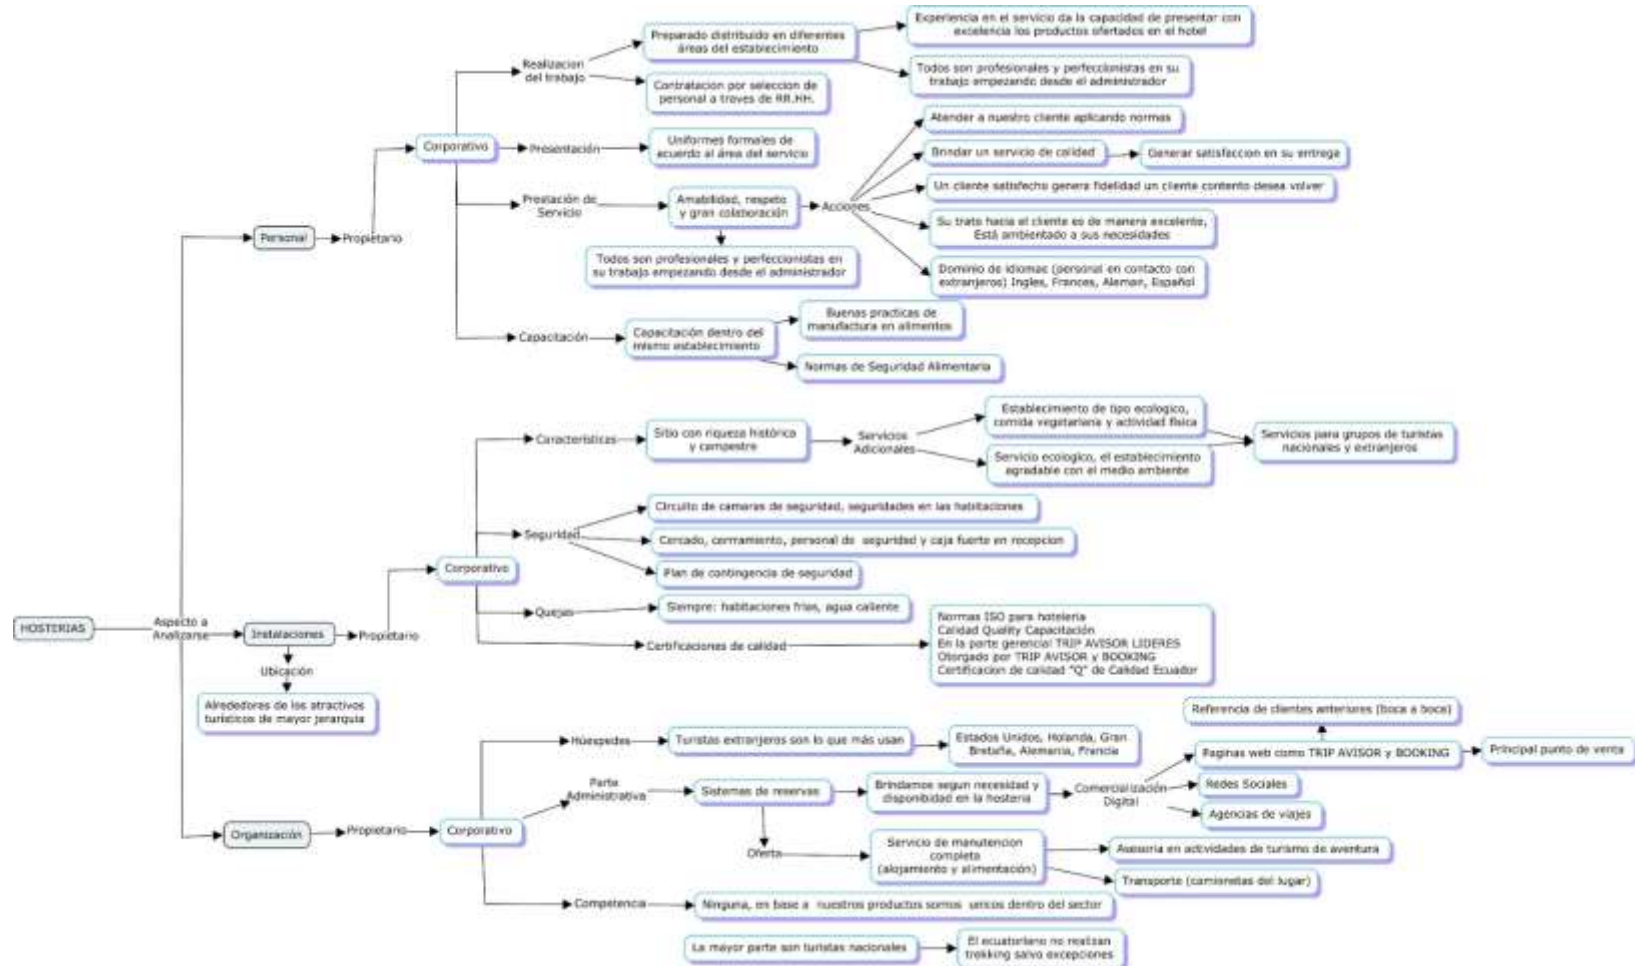 Experiencia en el servicio da la capacidad de presentar con
excelencia los productos ofertados en el hotel
Preparado distribuido en diferentes
áreas del establecimiento
Realizacion
del trabajo
Todos son profesionales y perfeccionistas en su
trabajo empezando desde el administrador
Contratacion por seleccion de
personal a traves de RR.HH.
Atender a nuestro cliente aplicando normas
Corporativo
Presentación
Uniformes formales de
acuerdo al área del servicio
Brindar un servicio de calidad
Generar satisfaccion en su entrega
Un cliente satisfecho genera fidelidad un cliente contento desea volver
Prestación de
Servicio
Amabilidad, respeto
y gran colaboración
Acciones
Su trato hacia el cliente es de manera excelente,
Está ambientado a sus necesidades
Personal
Propietario
Todos son profesionales y perfeccionistas en
su trabajo empezando desde el administrador
Dominio de idiomas (personal en contacto con
extranjeros) Ingles, Frances, Aleman, Español
Capacitación
Capacitación dentro del
mismo establecimiento
Buenas practicas de
manufactura en alimentos
Normas de Seguridad Alimentaria
Características
Sitio con riqueza histórica
y campestre
Servicios
Adicionales
Establecimiento de tipo ecologico,
comida vegetariana y actividad física
Servicio ecologico, el establecimiento
agradable con el medio ambiente
Servicios para grupos de turistas
nacionales y extranjeros
Circuito de camaras de seguridad, seguridades en las habitaciones
Seguridad
Cercado, cerrramiento, personal de seguridad y caja fuerte en recepcion
Plan de contingencia de seguridad
Corporativo
Quejas
Siempre: habitaciones frias, agua caliente
HOSTERIAS
Aspecto a
Analizarse
Instalaciones
Propietario
Certificaciones de calidad
Normas ISO para hoteleria
Calidad Quality Capacitación
En la parte gerencial TRIP AVISOR LIDERES
Otorgado por TRIP AVISOR y BOOKING
Certificacion de calidad "Q" de Calidad Ecuador
Ubicación
Alrededores de los atractivos
turísticos de mayor jerarquia
Referencia de clientes anteriores (boca a boca)
Húespedes
Turistas extranjeros son lo que más usan
Estados Unidos, Holanda, Gran
Bretaña, Alemania, Francia
Paginas web como TRIP AVISOR y BOOKING
Principal punto de venta
Parte
Administrativa
Sistemas de reservas
Brindamos segun necesidad y
disponibidad en la hosteria
Comercialización
Digital
Redes Sociales
Agencias de viajes
Organización
Propietario
Corporativo
Oferta
Servicio de manutencion
completa
(alojamiento y alimentación)
Asesoria en actividades de turismo de aventura
Transporte (camionetas del lugar)
Competencia
Ninguna, en base a nuestros productos somos unicos dentro del sector
La mayor parte son turistas nacionales
El ecuatoriano no realizan
trekking salvo excepciones